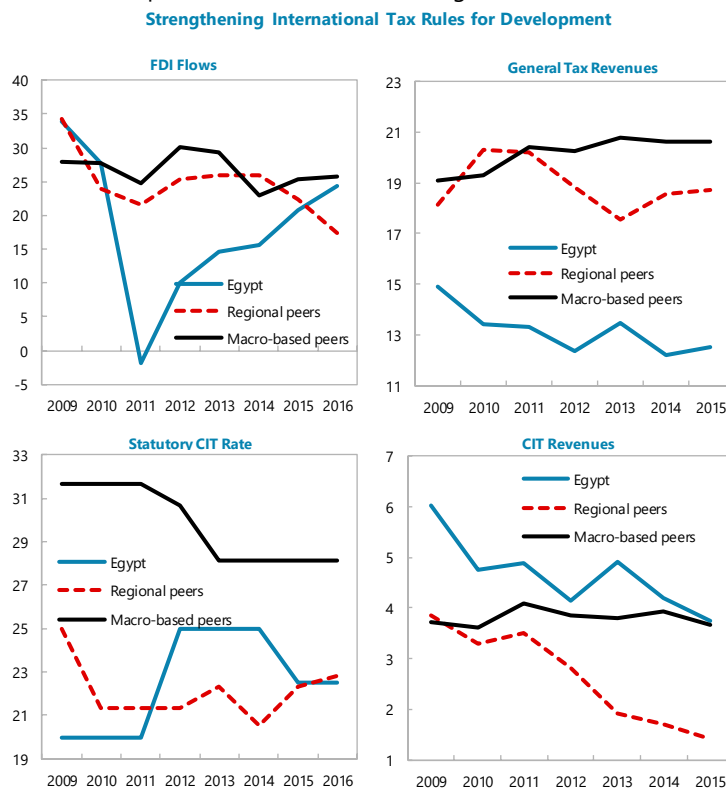 Strengthening International Tax Rules for Development
FDI Flows
40
35
30
25
20
15
10
5
0
-5
Egypt
Regional peers
Macro-based peers
2009 2010 2011 2012 2013 2014 2015 2016
General Tax Revenues
23
21
19
17
15
13
11
Egypt
Regional peers
Macro-based peers
2009 2010 2011 2012 2013 2014 2015
Statutory CIT Rate
33
31
29
27
25
23
21
19
Egypt
Regional peers
Macro-based peers
2009 2010 2011 2012 2013 2014 2015 2016
CIT Revenues
7
6
5
4
3
2
1
Egypt
Regional peers
Macro-based peers
2009 2010 2011 2012 2013 2014 2015